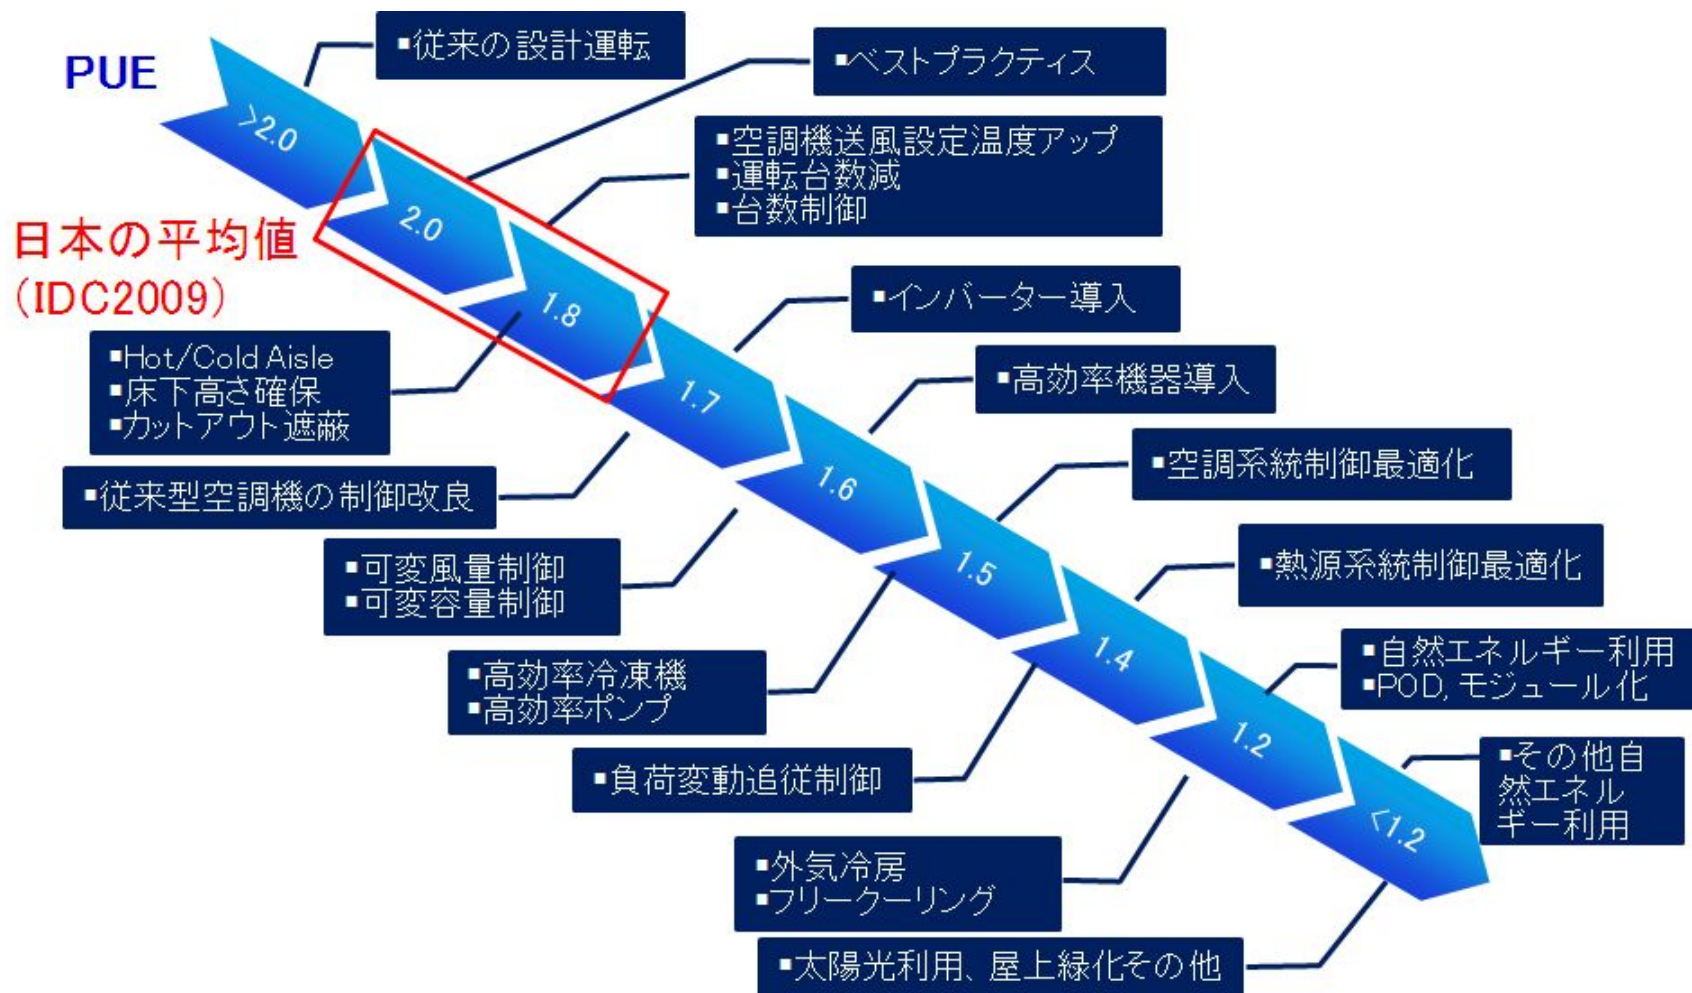 PUE
■従来の設計運転
■ベストプラクティス
>2.0
■空調機送風設定温度アップ
■運転台数減
■台数制御
2.0
日本の平均値
(IDC2009)
1.8
■インバーター導入
■Hot/Cold Aisle
■床下高さ確保
■カットアウト遮蔽
1.7
■高効率機器導入
■従来型空調機の制御改良
1.6
■空調系統制御最適化
■可変風量制御
■可変容量制御
1.5
■熱源系統制御最適化
■高効率冷凍機
■高効率ポンプ
1.4
■自然エネルギー利用
■POD, モジュール化
■負荷変動追従制御
1.2
■その他自
然エネル
ギー利用
<1.2
■外気冷房
■フリークーリング
■太陽光利用、屋上緑化その他